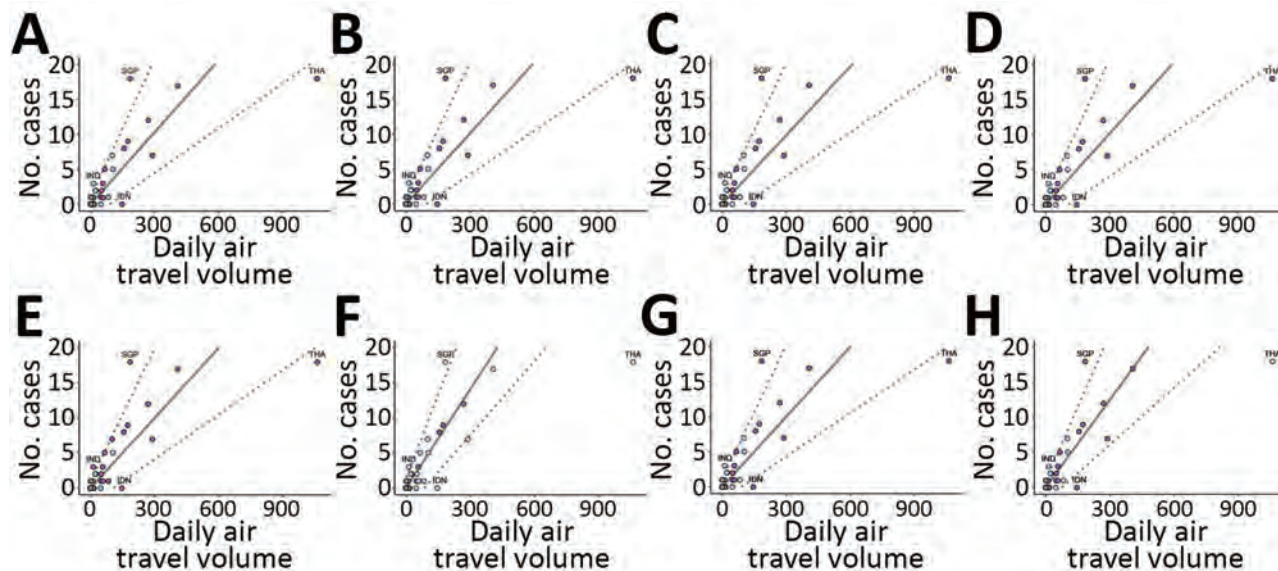 A B C D
20 20 20 20
SGP THA SGP THA SGP THA SGP THA
15 15 15 15
10 10 10 10
5 5 5 5
IND IND IND IND
IDN IDN IDN IDN
0 0 0 0
No. cases No. cases No. cases No. cases
0 300 600 900 0 300 600 900 0 300 600 900 0 300 600 900
Daily air Daily air Daily air Daily air
travel volume travel volume travel volume travel volume
E F G H
20 20 20 20
SGP THA SGP THA SGP THA SGP THA
15 15 15 15
10 10 10 10
5 5 5 5
IND IND IND IND
IDN IDN IDN IDN
0 0 0 0
No. cases No. cases No. cases No. cases
0 300 600 900 0 300 600 900 0 300 600 900 0 300 600 900
Daily air Daily air Daily air Daily air
travel volume travel volume travel volume travel volume